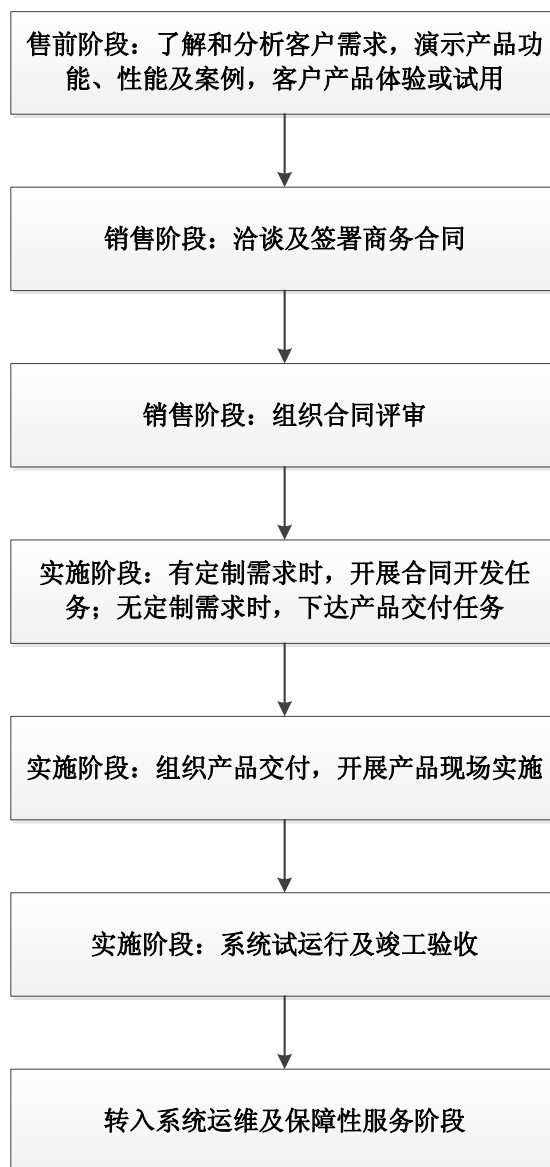 售前阶段：了解和分析客户需求，演示产品功
能、性能及案例，客户产品体验或试用
销售阶段：洽谈及签署商务合同
销售阶段：组织合同评审
实施阶段：有定制需求时，开展合同开发任
务；无定制需求时，下达产品交付任务
实施阶段：组织产品交付，开展产品现场实施
实施阶段：系统试运行及竣工验收
转入系统运维及保障性服务阶段